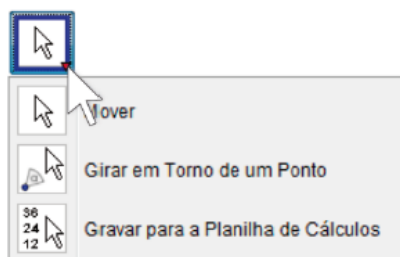 Mover
Girar em Torno de um Ponto
36
24
12
Gravar para a Planilha de Cálculos